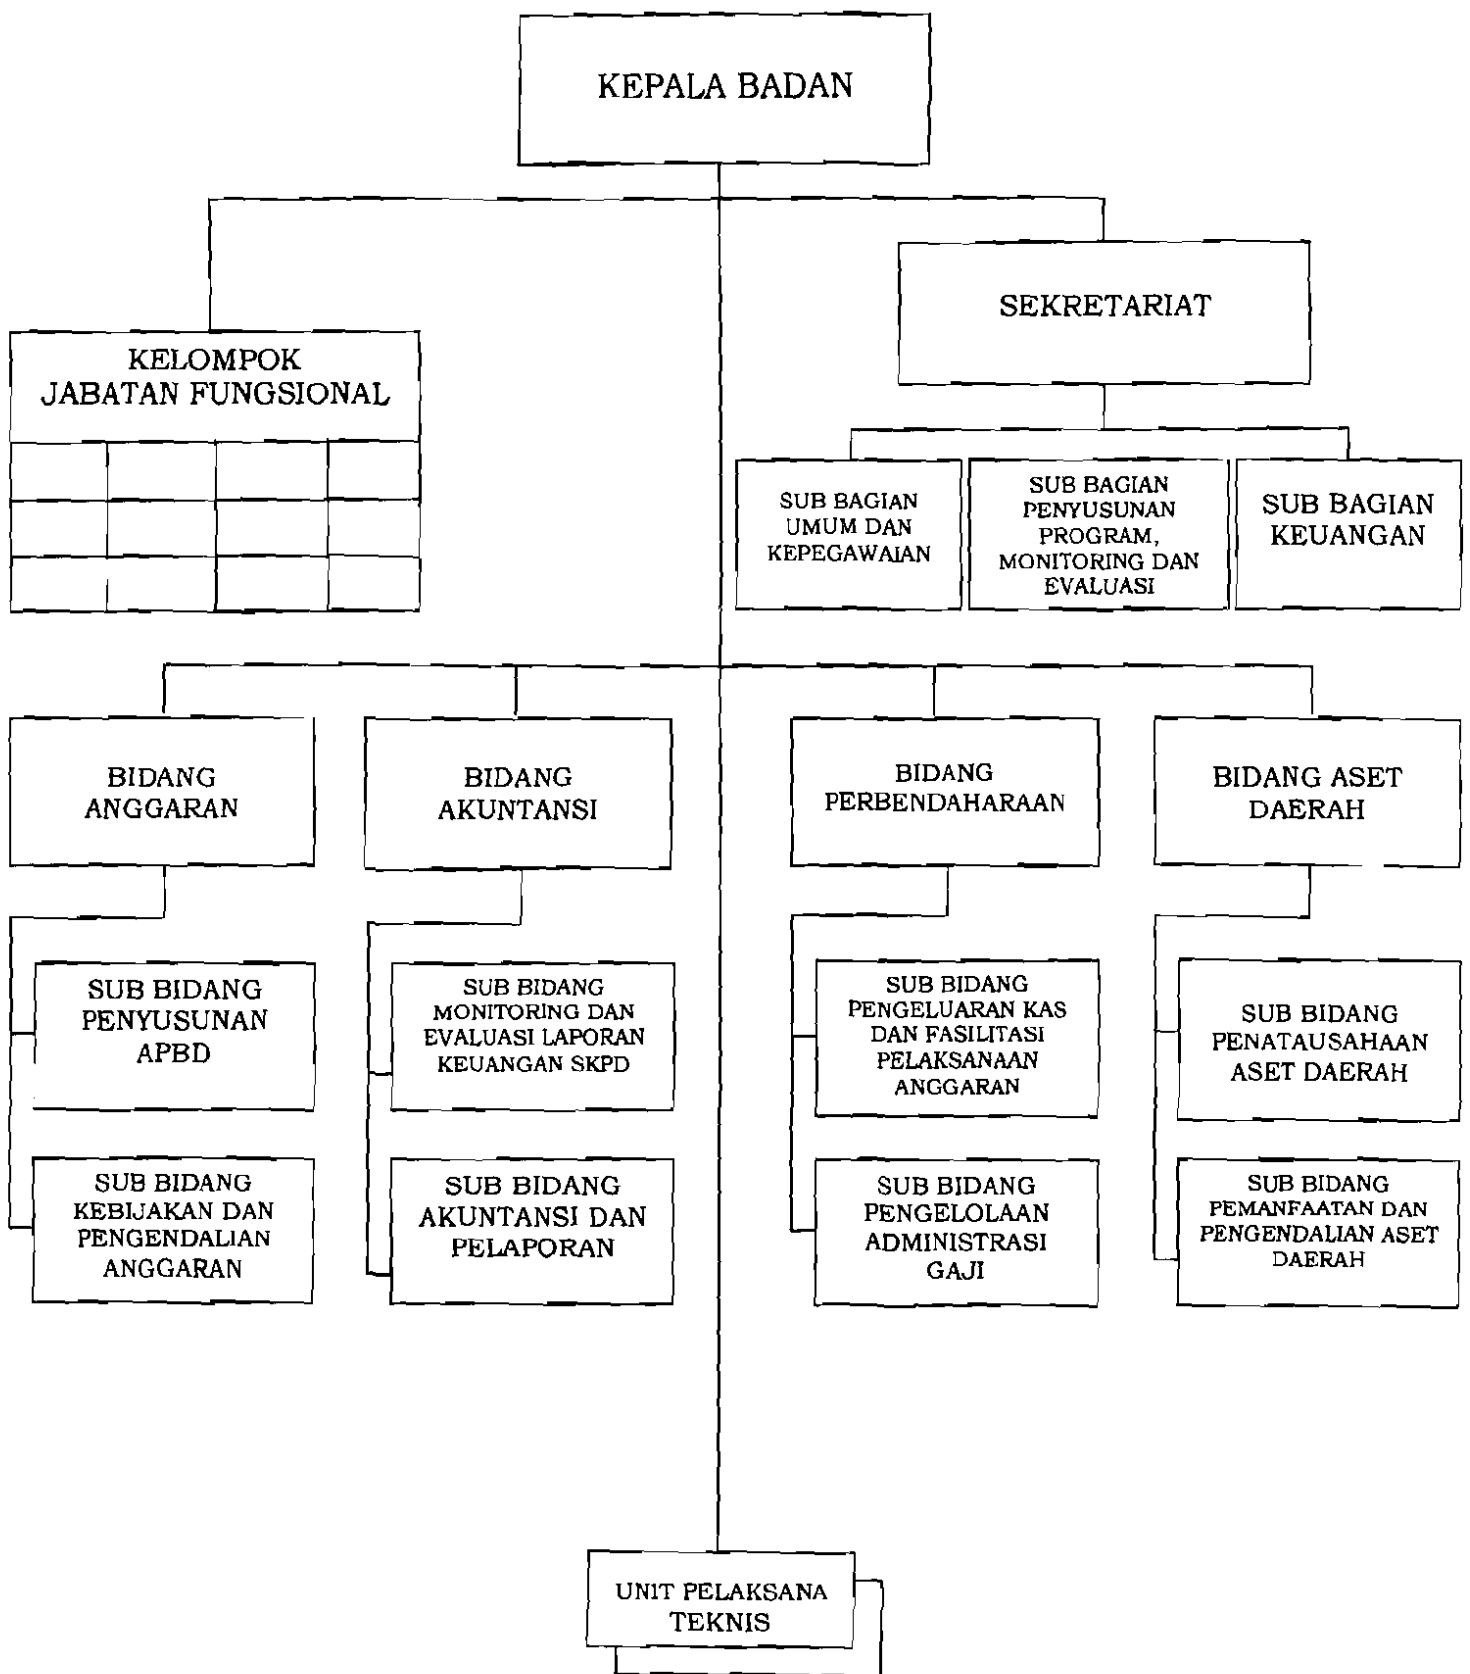 KEPALA BADAN
SEKRETARIAT
KELOMPOK
JABATAN FUNGSIONAL
SUB BAGIAN
UMUM DAN
KEPEGAWAIAN
SUB BAGIAN
PENYUSUNAN
PROGRAM,
MONITORING DAN
EVALUASI
SUB BAGIAN
KEUANGAN
BIDANG
ANGGARAN
BIDANG
AKUNTANSI
BIDANG
PERBENDAHARAAN
BIDANG ASET
DAERAH
SUB BIDANG
PENYUSUNAN
APBD
SUB BIDANG
MONITORING DAN
EVALUASI LAPORAN
KEUANGAN SKPD
SUB BIDANG
PENGELUARAN KAS
DAN FASILITASI
PELAKSANAAN
ANGGARAN
SUB BIDANG
PENATAUSAHAAN
ASET DAERAH
SUB BIDANG
KEBIJAKAN DAN
PENGENDALIAN
ANGGARAN
SUB BIDANG
AKUNTANSI DAN
PELAPORAN
SUB BIDANG
PENGELOLAAN
ADMINISTRASI
GAJI
SUB BIDANG
PEMANFAATAN DAN
PENGENDALIAN ASET
DAERAH
UNIT PELAKSANA
TEKNIS